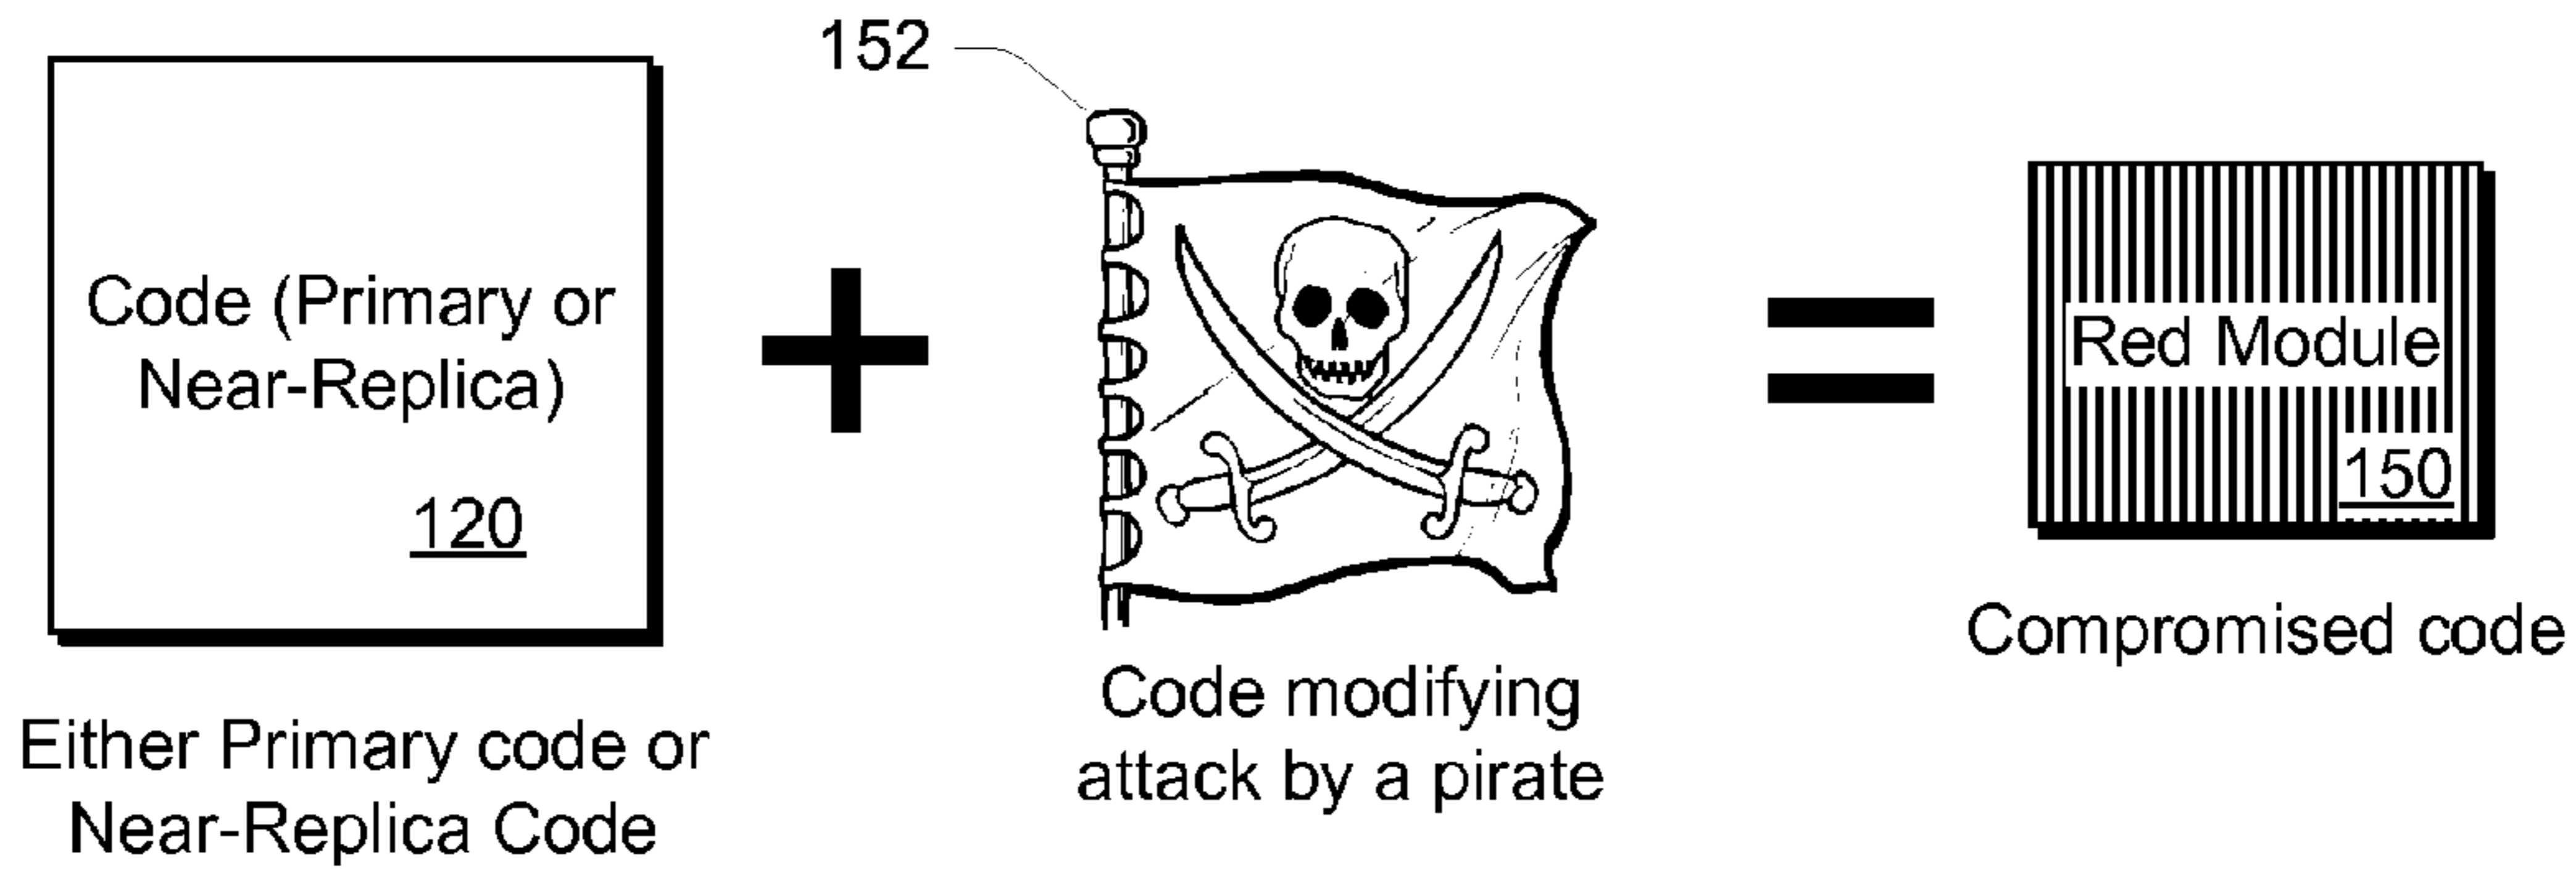 152
Code (Primary or
Near-Replica)
120
+
=
Red Module
150
Either Primary code or
Near-Replica Code
Code modifying
attack by a pirate
Compromised code